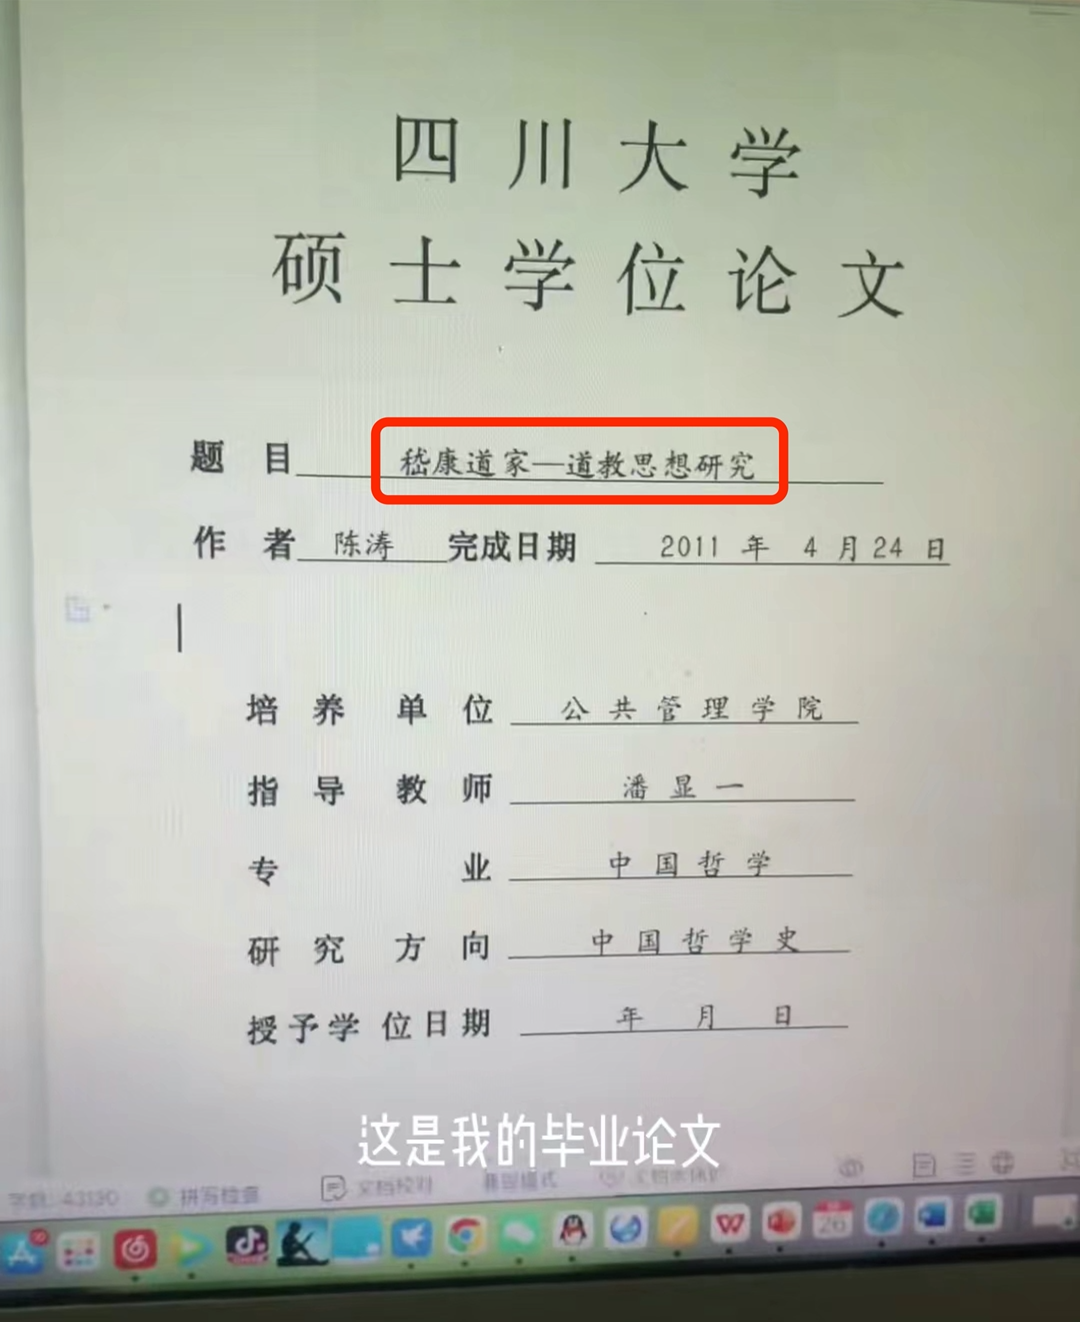 四川大学
硕士学位论文
题 目 嵇康道家—道教思想研究
作 者 陈涛 完成日期 2011 年 4 月 24 日
培 养 单 位 公共管理学院
指 导 教 师 潘显一
专 业 中国哲学
研 究 方 向 中国哲学史
授予学位日期 年 月 日
这是我的毕业论文
字数: 43130 拼写检查 文档校对 兼容模式
26